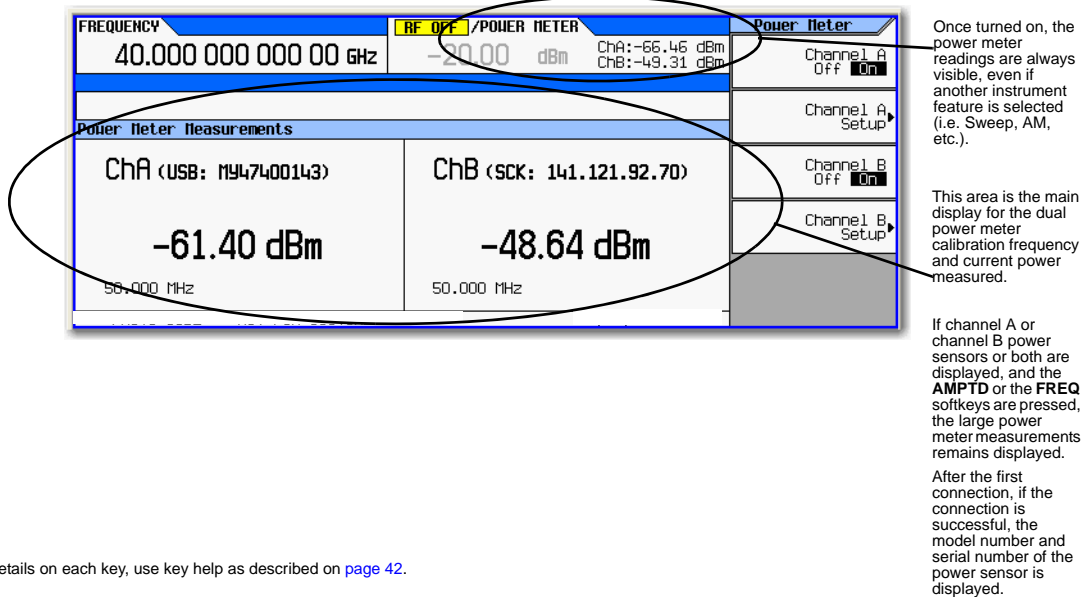 FREQUENCY
RF OFF /POWER METER
Power Meter
40.000 000 000 00 GHz
-20.00 dBm
ChA:-66.46 dBm
ChB:-49.31 dBm
Channel A
Off On
Channel A
Setup
Channel B
Off On
Channel B
Setup
Power Meter Measurements
ChA (USB: MY47400143)
ChB (SCK: 141.121.92.70)
-61.40 dBm
-48.64 dBm
50.000 MHz
50.000 MHz
Once turned on, the
power meter
readings are always
visible, even if
another instrument
feature is selected
(i.e. Sweep, AM,
etc.).
This area is the main
display for the dual
power meter
calibration frequency
and current power
measured.
If channel A or
channel B power
sensors or both are
displayed, and the
AMPTD or the FREQ
softkeys are pressed,
the large power
meter measurements
remains displayed.
After the first
connection, if the
connection is
successful, the
model number and
serial number of the
power sensor is
displayed.
etails on each key, use key help as described on page 42.